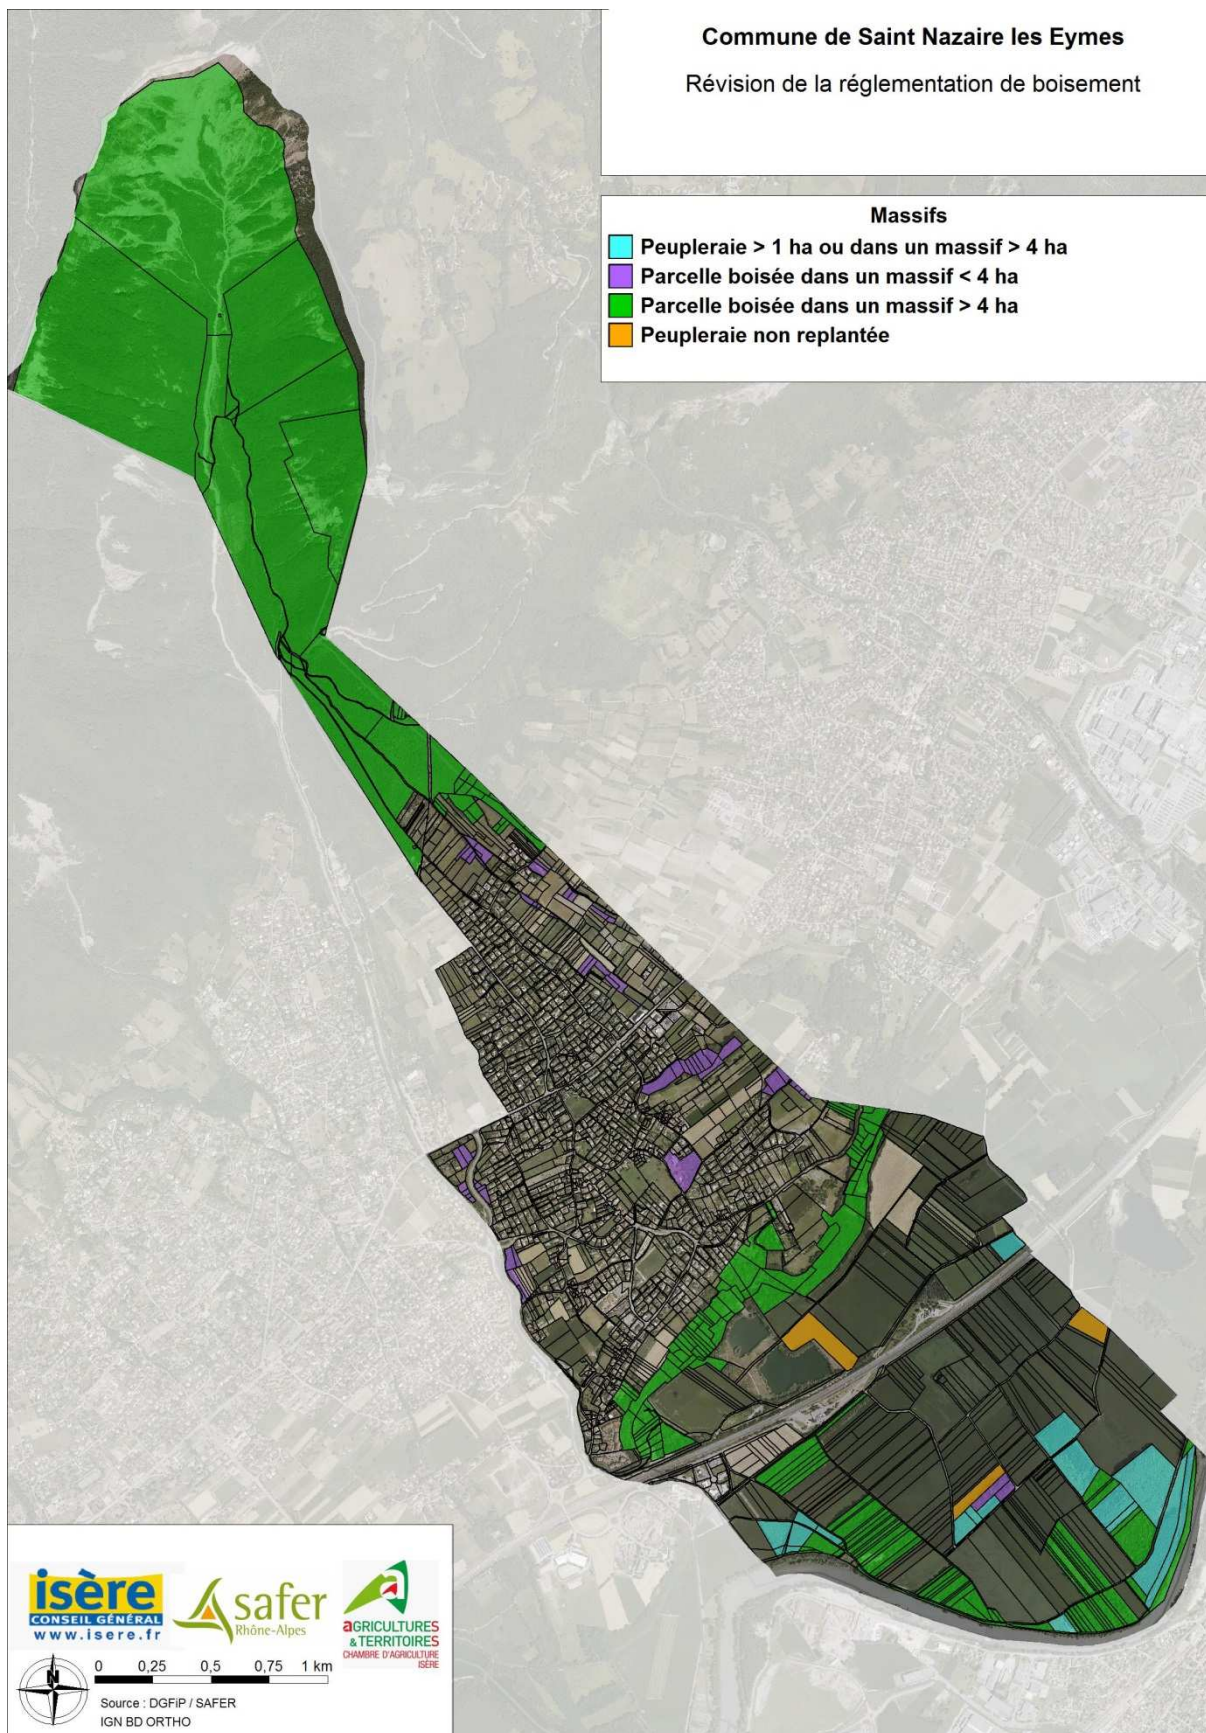 Commune de Saint Nazaire les Eymes
Révision de la réglementation de boisement
Massifs
Peupleraie > 1 ha ou dans un massif > 4 ha
Parcelle boisée dans un massif < 4 ha
Parcelle boisée dans un massif > 4 ha
Peupleraie non replantée
isère
CONSEIL GÉNÉRAL
www.isere.fr
safer
Rhône-Alpes
aGRICULTURES
& TERRITOIRES
CHAMBRE D'AGRICULTURE
ISÈRE
N
0 0,25 0,5 0,75 1 km
Source : DGFiP / SAFER
IGN BD ORTHO